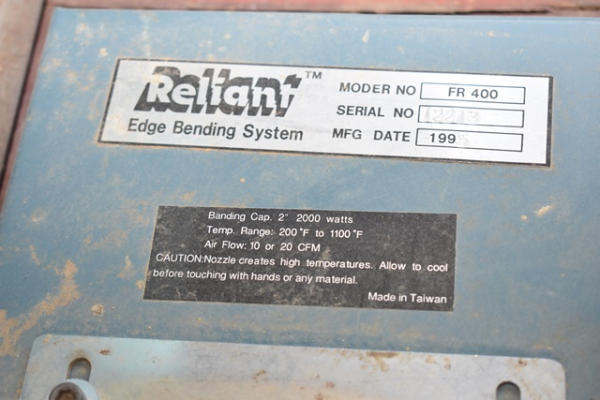 Reliant™
Edge Bending System
MODER NO FR 400
SERIAL NO
MFG DATE 199
Banding Cap. 2" 2000 watts
Temp. Range: 200°F to 1100°F
Air Flow: 10 or 20 CFM
CAUTION:Nozzle creates high temperatures. Allow to cool
before touching with hands or any material.
Made in Taiwan